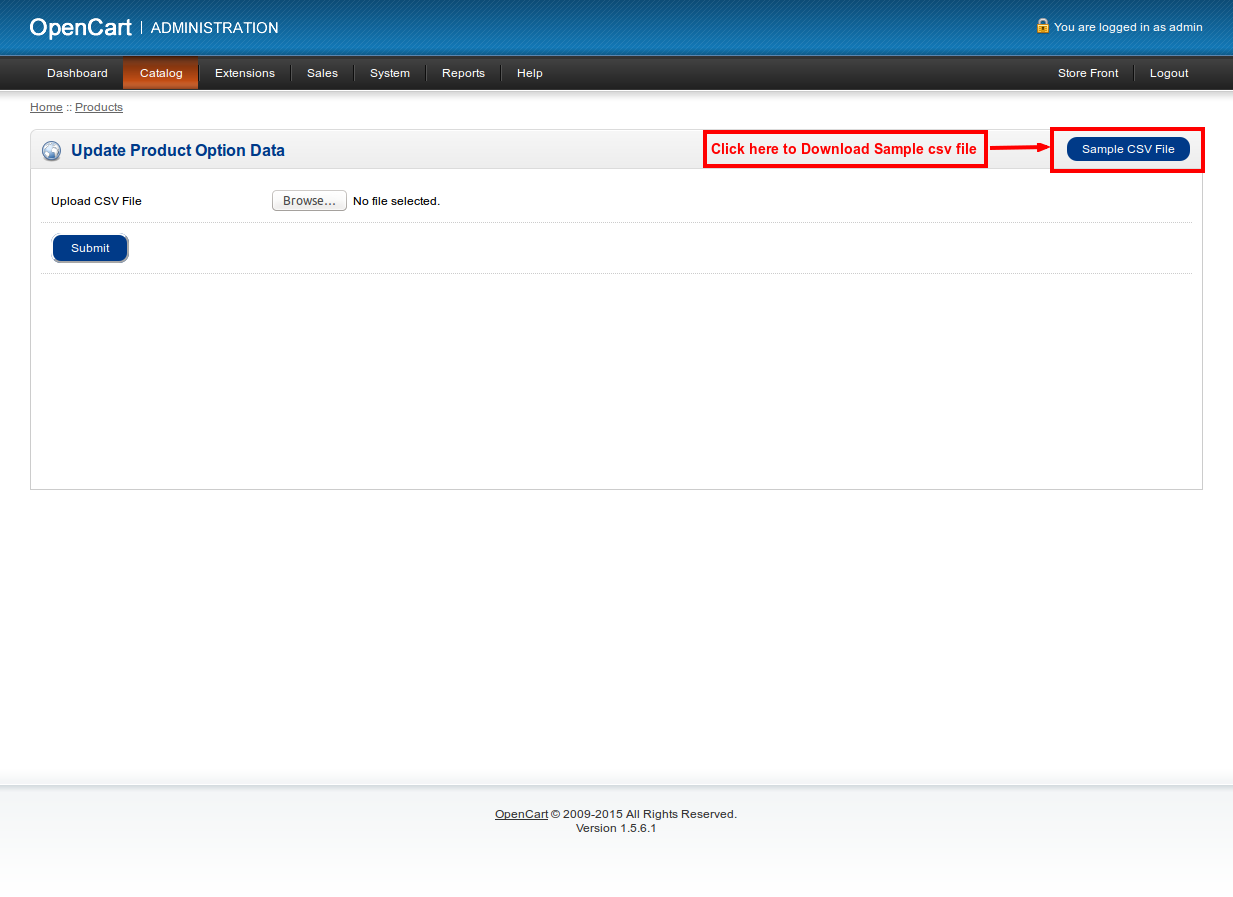 OpenCart | ADMINISTRATION
You are logged in as admin
Dashboard Catalog Extensions Sales System Reports Help Store Front Logout
Home :: Products
Update Product Option Data
Click here to Download Sample csv file
Sample CSV File
Upload CSV File Browse... No file selected.
Submit
OpenCart © 2009-2015 All Rights Reserved.
Version 1.5.6.1